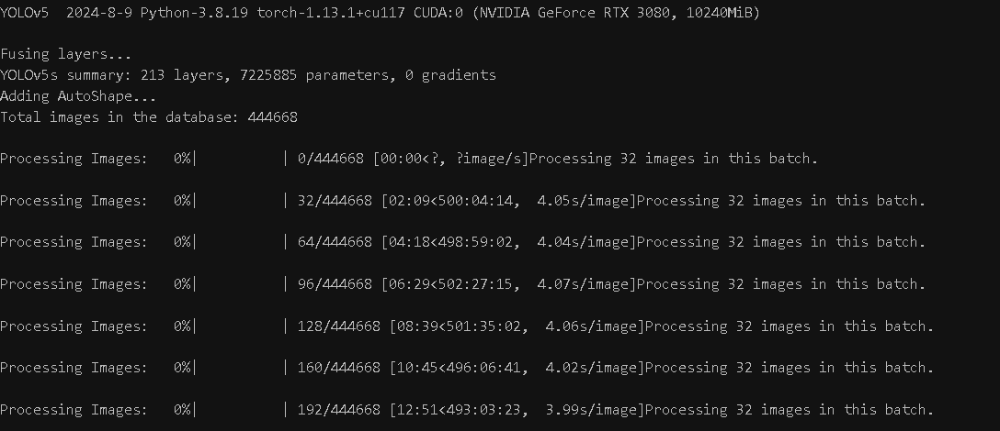 YOLOv5  2024-8-9 Python-3.8.19 torch-1.13.1+cu117 CUDA:0 (NVIDIA GeForce RTX 3080, 10240MiB)
Fusing layers...
YOLOv5s summary: 213 layers, 7225885 parameters, 0 gradients
Adding AutoShape...
Total images in the database: 444668
Processing Images:   0%|          | 0/444668 [00:00<?, ?image/s]Processing 32 images in this batch.
Processing Images:   0%|          | 32/444668 [02:09<500:04:14,  4.05s/image]Processing 32 images in this batch.
Processing Images:   0%|          | 64/444668 [04:18<498:59:02,  4.04s/image]Processing 32 images in this batch.
Processing Images:   0%|          | 96/444668 [06:29<502:27:15,  4.07s/image]Processing 32 images in this batch.
Processing Images:   0%|          | 128/444668 [08:39<501:35:02,  4.06s/image]Processing 32 images in this batch.
Processing Images:   0%|          | 160/444668 [10:45<496:06:41,  4.02s/image]Processing 32 images in this batch.
Processing Images:   0%|          | 192/444668 [12:51<493:03:23,  3.99s/image]Processing 32 images in this batch.